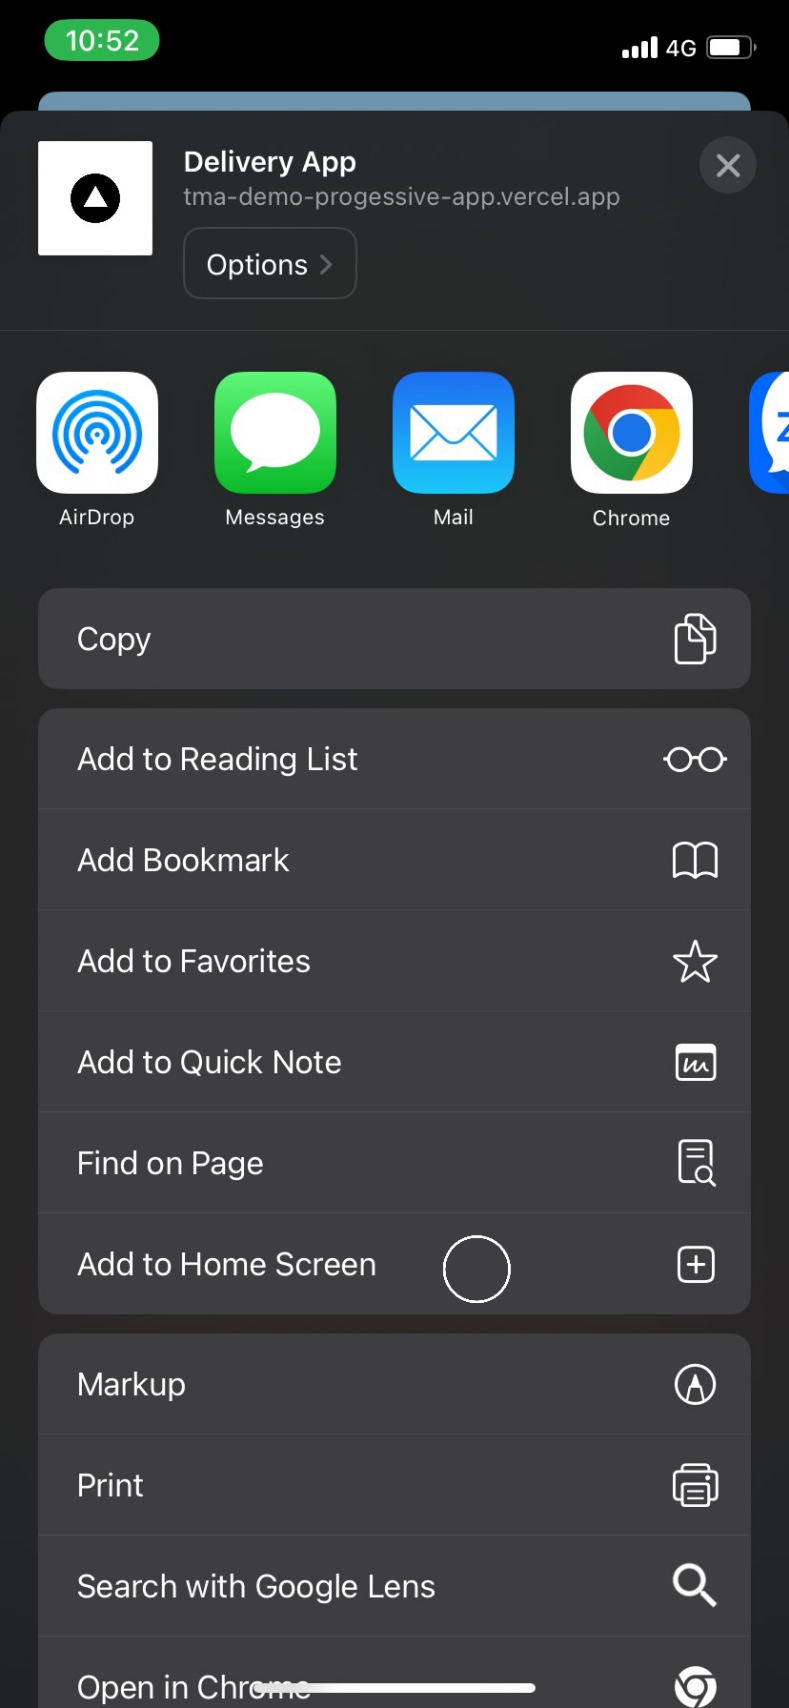 10:52
4G
Delivery App
tma-demo-progessive-app.vercel.app
Options
Z
AirDrop
Messages
Mail
Chrome
Copy
Add to Reading List
Add Bookmark
Add to Favorites
Add to Quick Note
Find on Page
Add to Home Screen
Markup
Print
Search with Google Lens
Open in Chrome